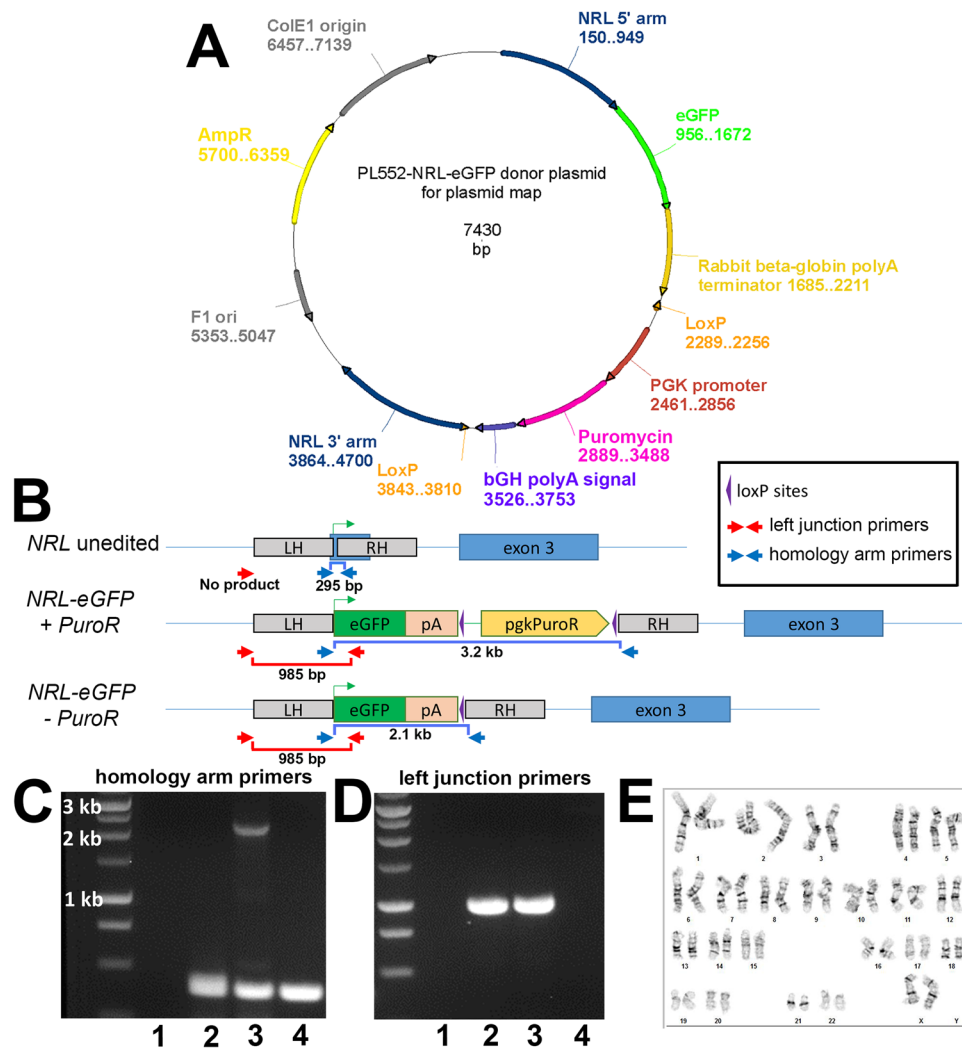 A
ColE1 origin
6457..7139
NRL 5' arm
150..949
eGFP
956..1672
AmpR
5700..6359
PL552-NRL-eGFP donor plasmid
for plasmid map
7430
bp
Rabbit beta-globin polyA
terminator 1685..2211
LoxP
2289..2256
F1 ori
5353..5047
PGK promoter
2461..2856
Puromycin
2889..3488
NRL 3' arm
3864..4700
LoxP
3843..3810
bGH polyA signal
3526..3753
B
loxP sites
left junction primers
homology arm primers
NRL unedited
LH
RH
exon 3
No product
295 bp
NRL-eGFP
+ PuroR
LH
eGFP
pA
pgkPuroR
RH
exon 3
3.2 kb
985 bp
NRL-eGFP
- PuroR
LH
eGFP
pA
RH
exon 3
2.1 kb
985 bp
C
homology arm primers
3 kb
2 kb
1 kb
1 2 3 4
D
left junction primers
1 2 3 4
E
1 2 3 4 5
6 7 8 9 10 11 12
13 14 15 16 17 18
19 20 21 22 X Y